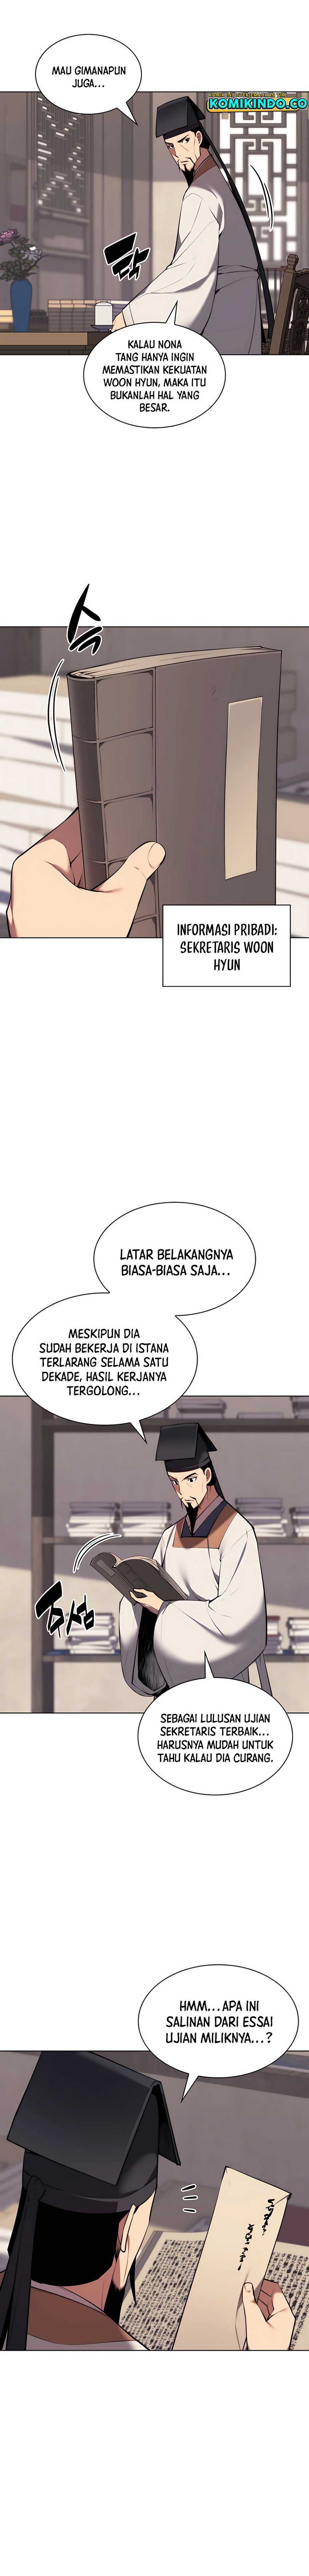 MAU GIMANAPUN
JUGA...
KOMIKINDO.CO
KALAU NONA
TANG HANYA INGIN
MEMASTIKAN KEKUATAN
WOON HYUN, MAKA ITU
BUKANLAH HAL YANG
BESAR.
INFORMASI PRIBADI:
SEKRETARIS WOON
HYUN
LATAR BELAKANGNYA
BIASA-BIASA SAJA...
MESKIPUN DIA
SUDAH BEKERJA DI ISTANA
TERLARANG SELAMA SATU
DEKADE, HASIL KERJANYA
TERGOLONG...
SEBAGAI LULUSAN UJIAN
SEKRETARIS TERBAIK...
HARUSNYA MUDAH UNTUK
TAHU KALAU DIA CURANG.
HMM...APA INI
SALINAN DARI ESSAI
UJIAN MILIKNYA...?